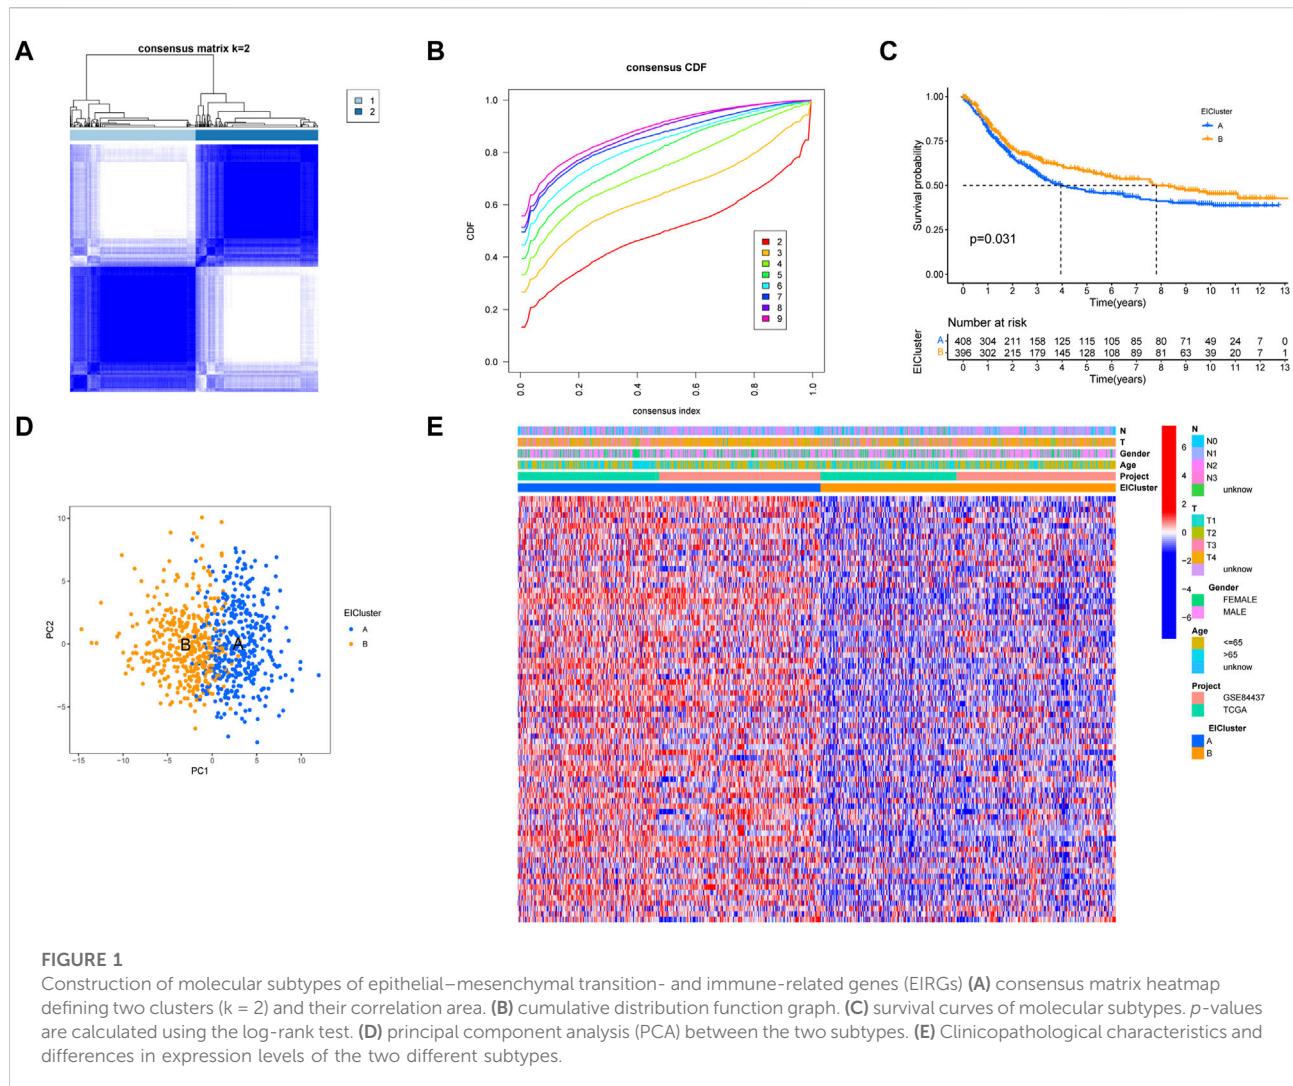 A
consensus matrix k=2
1
2
B
consensus CDF
CDF
1.0
0.8
0.6
0.4
0.2
0.0
2
3
4
5
6
7
8
9
0.0
0.2
0.4
0.6
0.8
1.0
consensus index
C
Survival probability
1.00
0.75
0.50
0.25
0.00
EICluster
A
B
p=0.031
0 1 2 3 4 5 6 7 8 9 10 11 12 13
Time(years)
Number at risk
EICluster
A 408 304 211 158 125 115 105 85 80 71 49 24 7 0
B 396 302 215 179 145 128 108 89 81 63 39 20 7 1
0 1 2 3 4 5 6 7 8 9 10 11 12 13
Time(years)
D
PC2
10
5
0
−5
B
A
−15 −10 −5 0 5 10
PC1
EICluster
A
B
E
N
T
Gender
Age
Project
EICluster
6
4
2
0
−2
−4
−6
N
N0
N1
N2
N3
unknow
T
T1
T2
T3
T4
unknow
Gender
FEMALE
MALE
Age
<=65
>65
unknow
Project
GSE84437
TCGA
EICluster
A
B
FIGURE 1
Construction of molecular subtypes of epithelial–mesenchymal transition- and immune-related genes (EIRGs) (A) consensus matrix heatmap
defining two clusters (k = 2) and their correlation area. (B) cumulative distribution function graph. (C) survival curves of molecular subtypes. p-values
are calculated using the log-rank test. (D) principal component analysis (PCA) between the two subtypes. (E) Clinicopathological characteristics and
differences in expression levels of the two different subtypes.